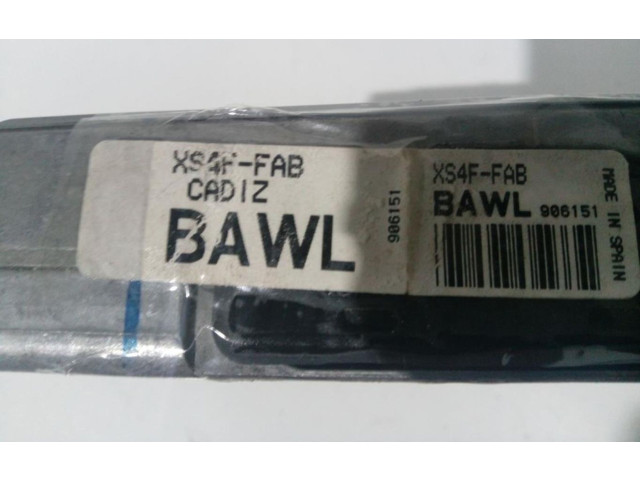 XS4F-FAB
CADIZ
BAWL
906151
XS4F-FAB
BAWL 906151
MADE IN SPAIN